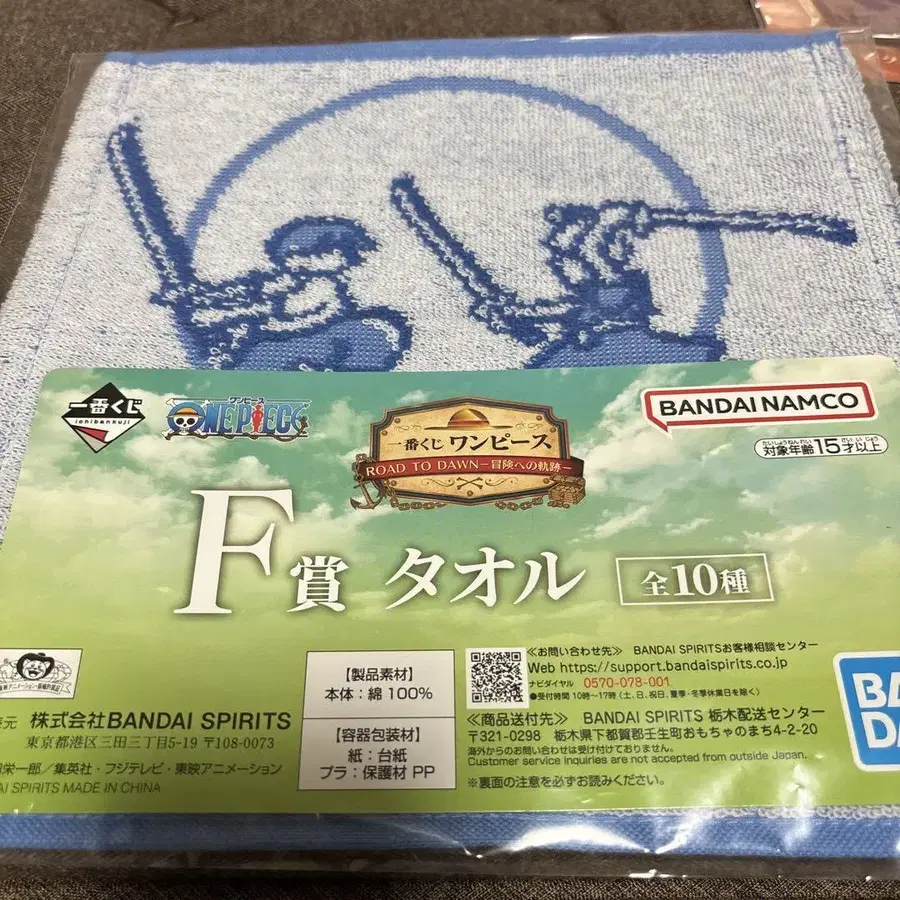 一番くじ
ichibankuji
ワンピース
ONE PIECE
一番くじ ワンピース
ROAD TO DAWN－冒険への軌跡－
BANDAI NAMCO
たいしょうねんれい さい いじょう
対象年齢15才以上
F賞 タオル 全10種
【製品素材】
本体：綿 100%
【容器包装材】
紙：台紙
プラ：保護材 PP
≪お問い合わせ先≫ BANDAI SPIRITSお客様相談センター
Web https://support.bandaispirits.co.jp
ナビダイヤル 0570-078-001
●受付時間 10時～17時（土、日、祝日、夏季・冬季休業日を除く）
≪商品送付先≫ BANDAI SPIRITS 栃木配送センター
〒321-0298 栃木県下都賀郡壬生町おもちゃのまち4-2-20
海外からのお問い合わせは受け付けておりません。
Customer service inquiries are not accepted from outside Japan.
※裏面の注意を必ずお読みください。
元 株式会社BANDAI SPIRITS
東京都港区三田三丁目5-19 〒108-0073
栄一郎／集英社・フジテレビ・東映アニメーション
AI SPIRITS MADE IN CHINA
BA
DA